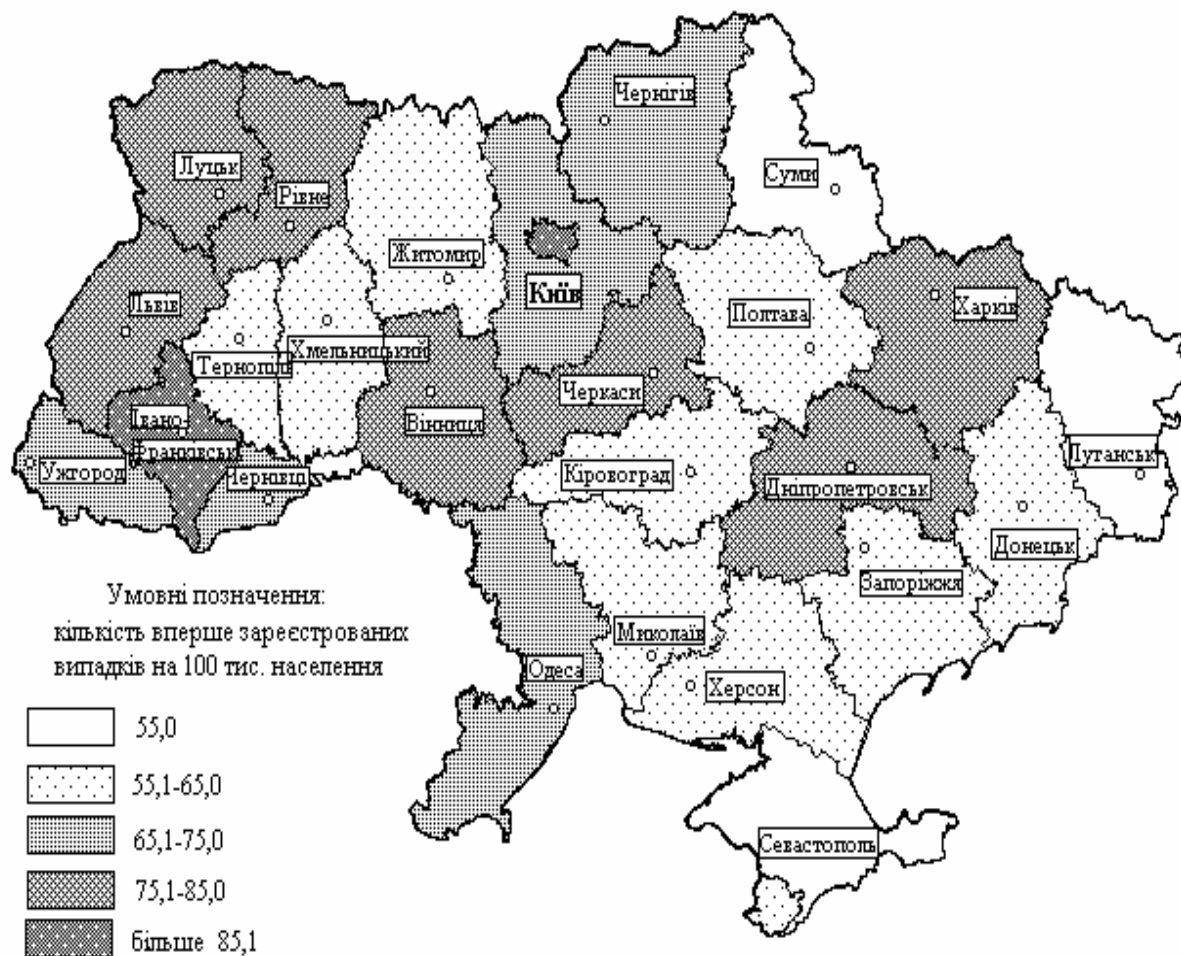 Чернігів
Луцьк
Рівне
Суми
Житомир
Київ
Львів
Полтава
Харків
Тернопіль
Хмельницький
Черкаси
Вінниця
Івано-
Франківськ
Ужгород
Чернівці
Кіровоград
Дніпропетровськ
Луганськ
Донецьк
Запоріжжя
Миколаїв
Одеса
Херсон
Севастополь
Умовні позначення:
кількість вперше зареєстрованих
випадків на 100 тис. населення
55,0
55,1-65,0
65,1-75,0
75,1-85,0
більше 85,1